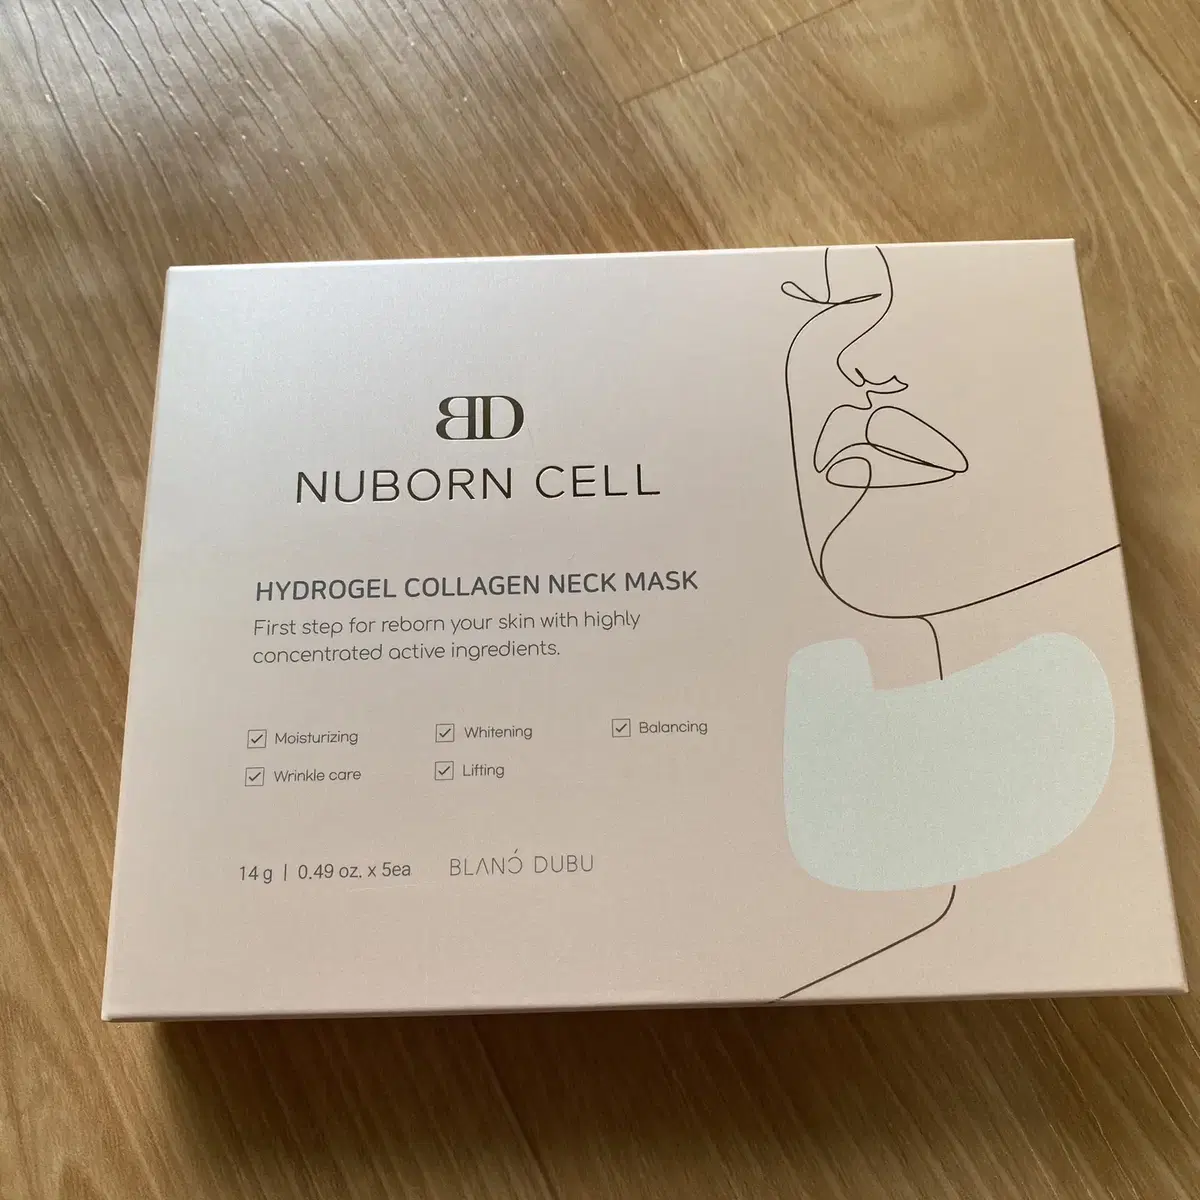 BD
NUBORN CELL
HYDROGEL COLLAGEN NECK MASK
First step for reborn your skin with highly
concentrated active ingredients.
Moisturizing Whitening Balancing
Wrinkle care Lifting
14 g | 0.49 oz. x 5ea BLANÓ DUBU